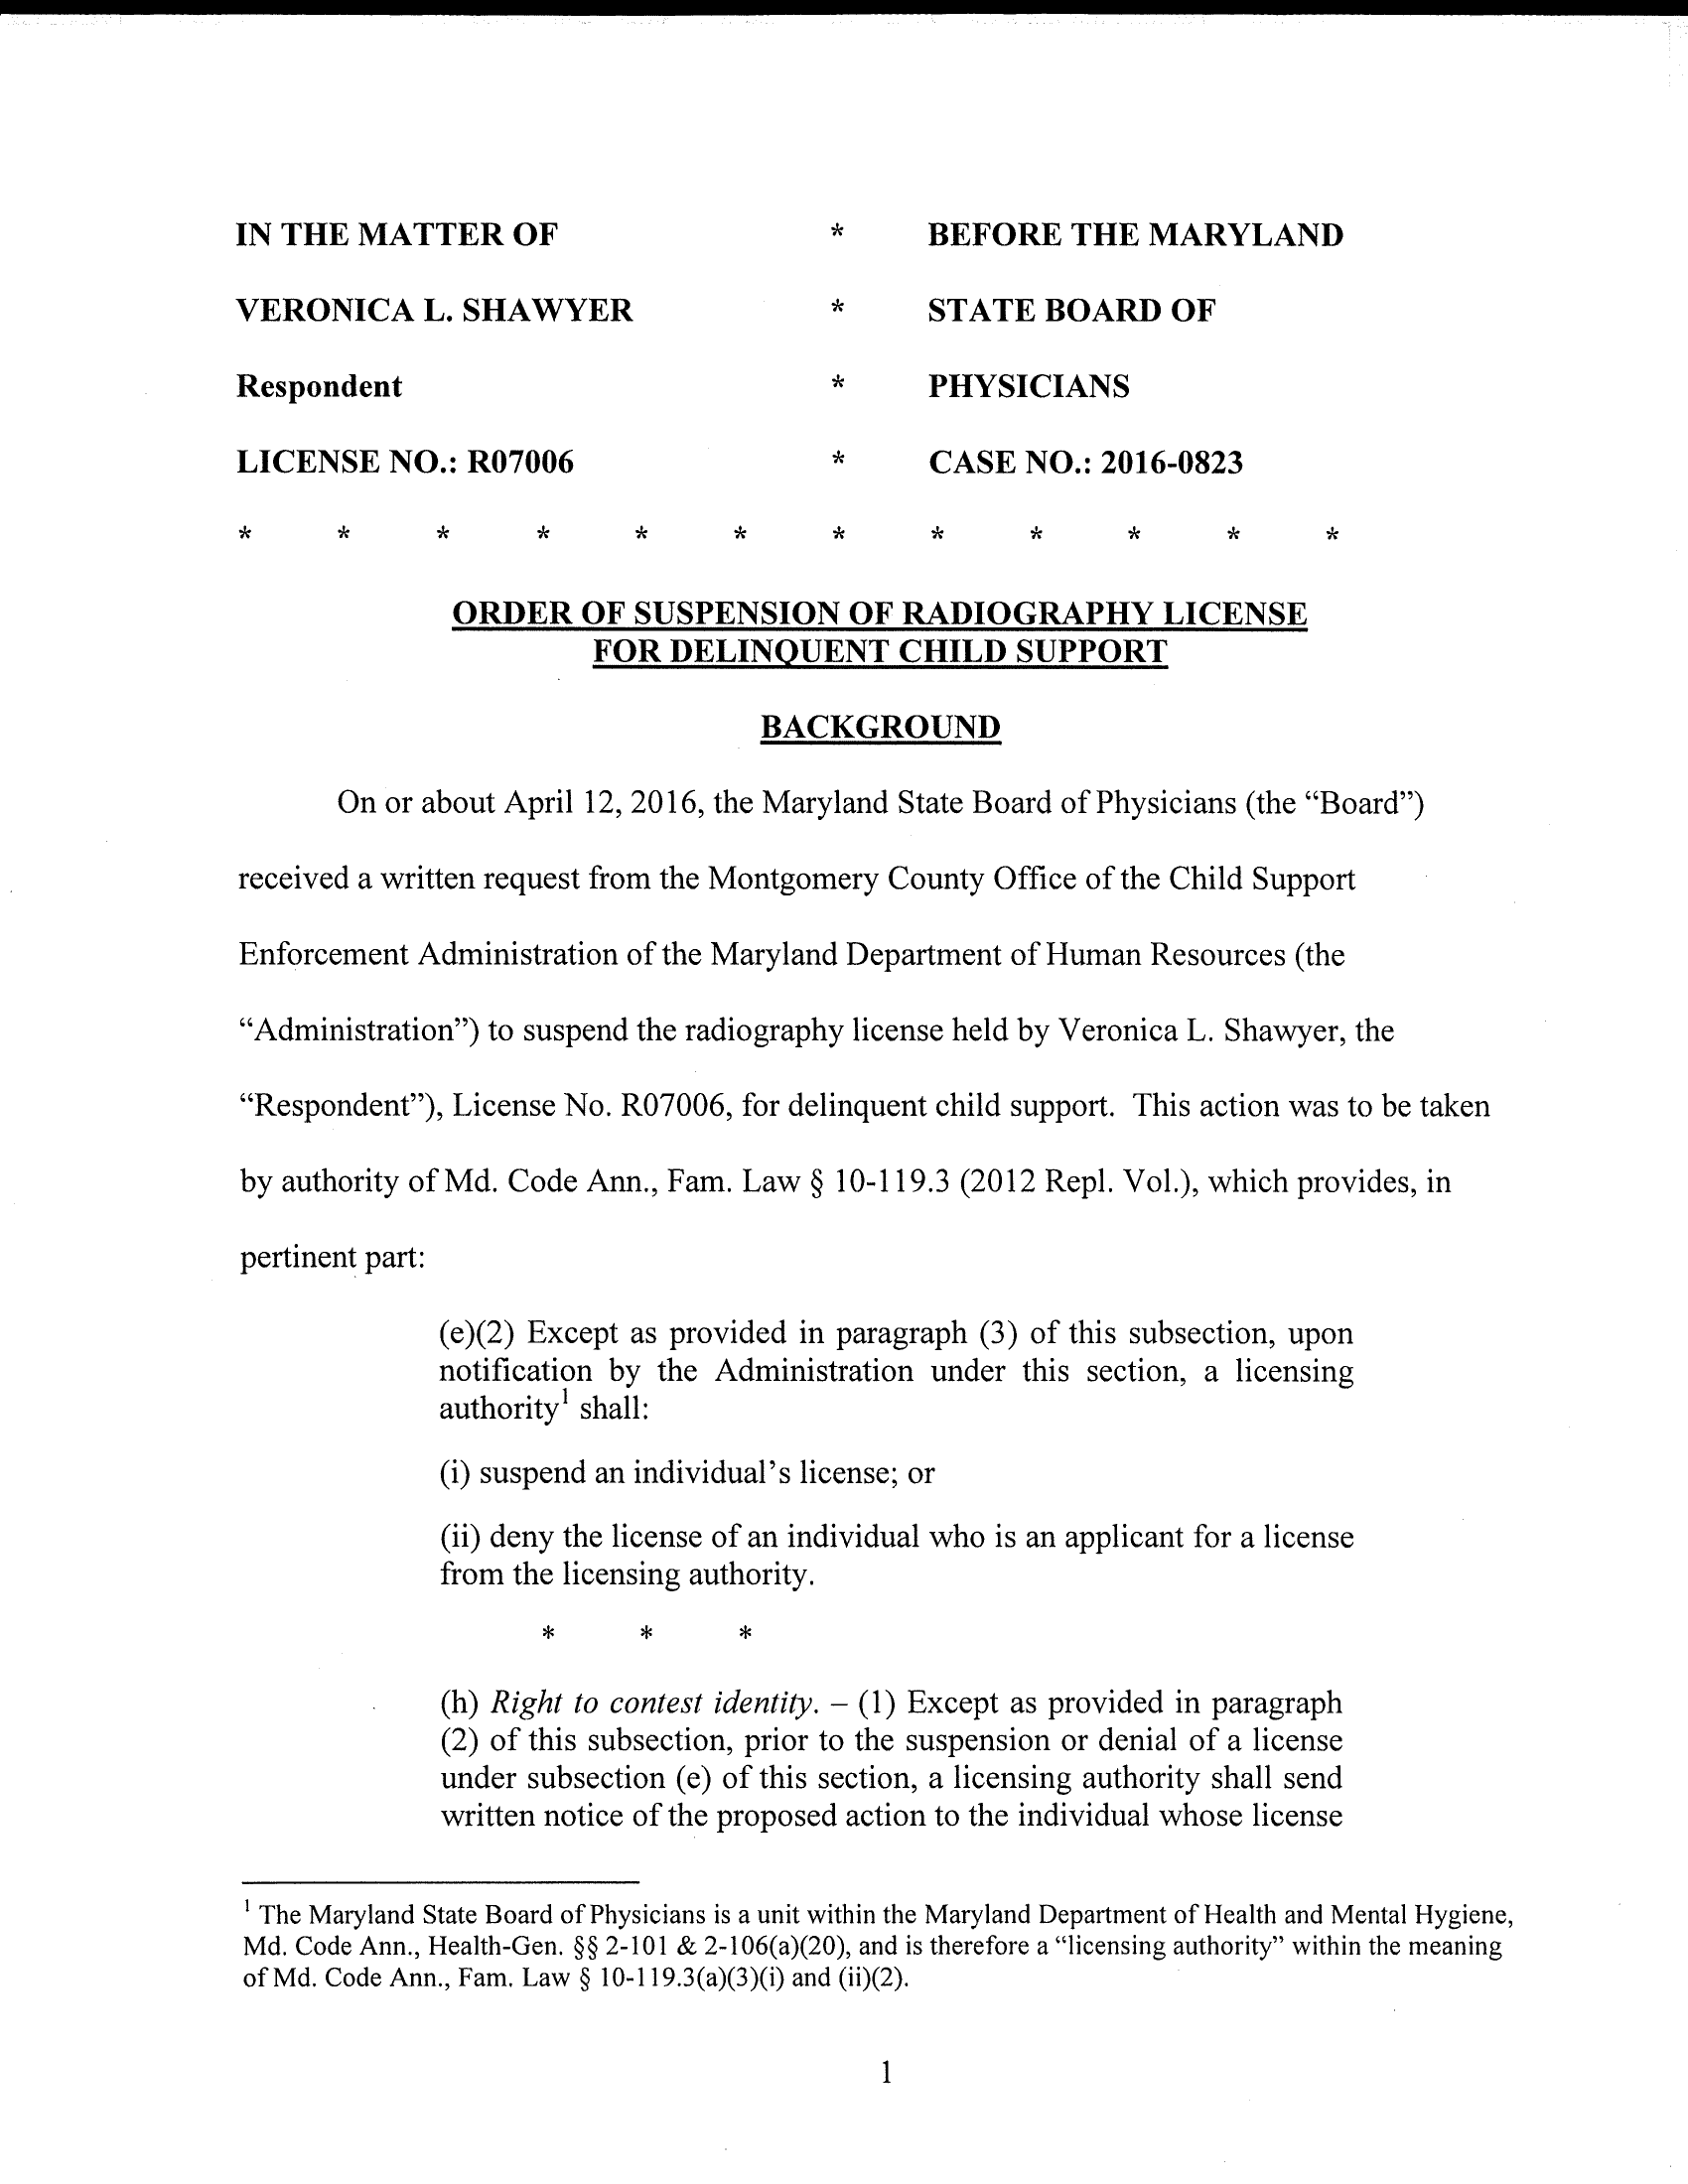 IN THE MATTER OF * BEFORE THE MARYLAND
VERONICA L. SHAWYER * STATE BOARD OF
Respondent * PHYSICIANS
LICENSE NO.: R07006 * CASE NO.: 2016-0823
* * * * * * * * * * * *
ORDER OF SUSPENSION OF RADIOGRAPHY LICENSE
FOR DELINQUENT CHILD SUPPORT
BACKGROUND
On or about April 12, 2016, the Maryland State Board of Physicians (the “Board”)
received a written request from the Montgomery County Office of the Child Support
Enforcement Administration of the Maryland Department of Human Resources (the
“Administration”) to suspend the radiography license held by Veronica L. Shawyer, the
“Respondent”), License No. R07006, for delinquent child support. This action was to be taken
by authority of Md. Code Ann., Fam. Law § 10-119.3 (2012 Repl. Vol.), which provides, in
pertinent part:
(e)(2) Except as provided in paragraph (3) of this subsection, upon
notification by the Administration under this section, a licensing
authority¹ shall:
(i) suspend an individual’s license; or
(ii) deny the license of an individual who is an applicant for a license
from the licensing authority.
* * *
(h) Right to contest identity. – (1) Except as provided in paragraph
(2) of this subsection, prior to the suspension or denial of a license
under subsection (e) of this section, a licensing authority shall send
written notice of the proposed action to the individual whose license
¹ The Maryland State Board of Physicians is a unit within the Maryland Department of Health and Mental Hygiene,
Md. Code Ann., Health-Gen. §§ 2-101 & 2-106(a)(20), and is therefore a “licensing authority” within the meaning
of Md. Code Ann., Fam. Law § 10-119.3(a)(3)(i) and (ii)(2).
1